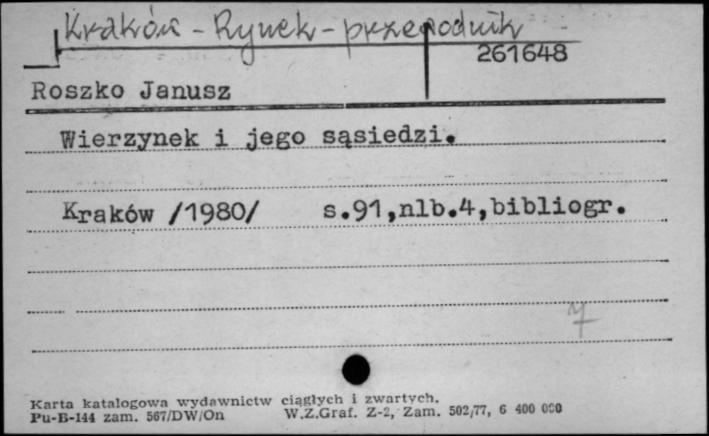 Kraków - Rynek - przewodnik
261648
Roszko Janusz
Wierzynek i jego sąsiedzi.
Kraków /1980/ s.91,nlb.4,bibliogr.
7
Karta katalogowa wydawnictw ciągłych i zwartych.
Pu-B-144 zam. 567/DW/On W.Z.Graf. Z-2, Zam. 502/77, 6 400 000